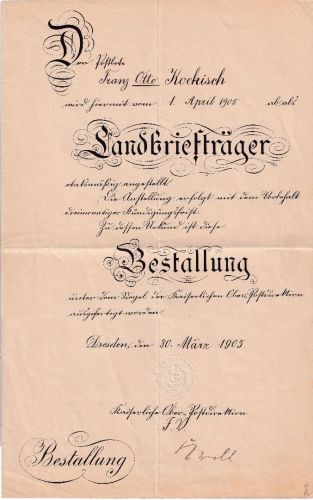 Der Postbote
Franz Otto Kockisch
wird hiermit vom 1. April 1905 ab als
Landbriefträger
etatsmäßig angestellt.
Die Anstellung erfolgt mit dem Vorbehalt
dreimonatiger Kündigungsfrist.
Zu dessen Urkund ist diese
Bestallung
unter dem Siegel der Kaiserlichen Ober-Postdirektion
ausgefertigt worden.
Dresden, den 30. März 1905.
Kaiserliche Ober-Postdirektion
Bestallung